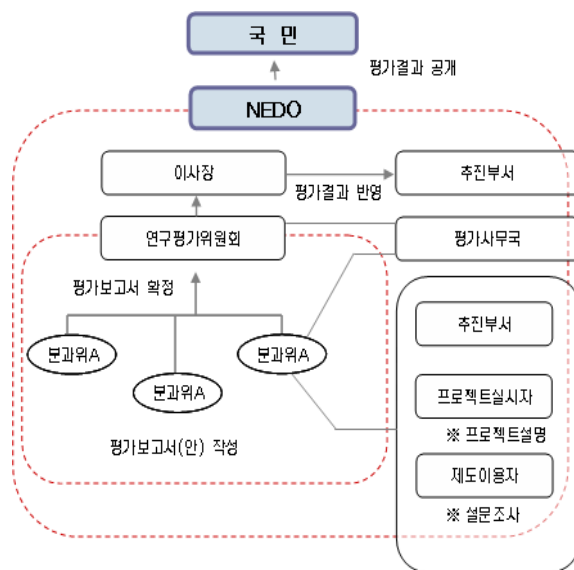 국 민
평가결과 공개
NEDO
이사장
추진부서
평가결과 반영
연구평가위원회
평가사무국
평가보고서 확정
추진부서
분과위A
분과위A
분과위A
프로젝트실시자
※ 프로젝트설명
평가보고서(안) 작성
제도이용자
※ 설문조사